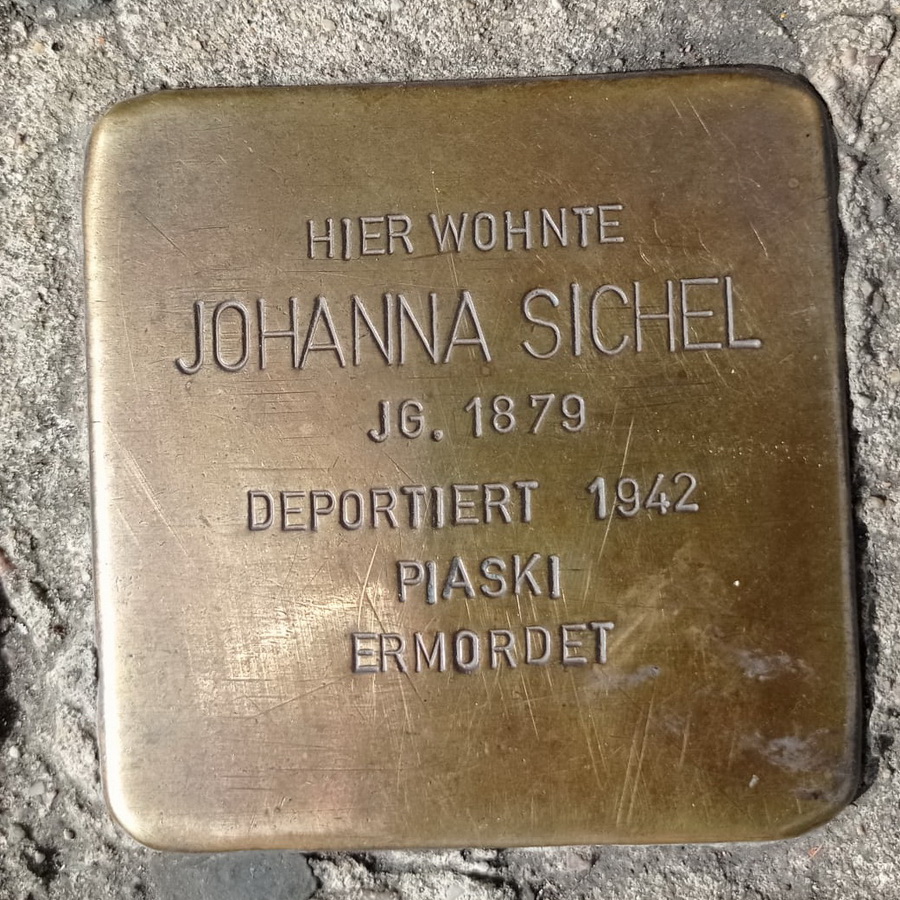 HIER WOHNTE
JOHANNA SICHEL
JG. 1879
DEPORTIERT 1942
PIASKI
ERMORDET